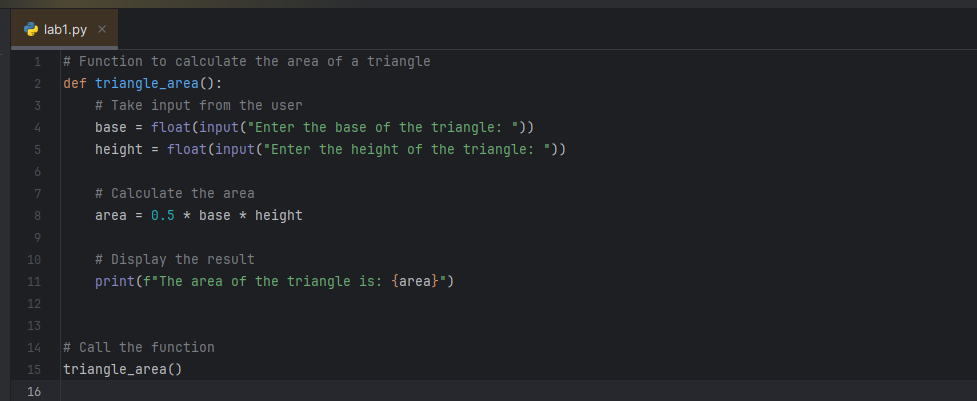 lab1.py
1 # Function to calculate the area of a triangle
2 def triangle_area():
3     # Take input from the user
4     base = float(input("Enter the base of the triangle: "))
5     height = float(input("Enter the height of the triangle: "))
6
7     # Calculate the area
8     area = 0.5 * base * height
9
10     # Display the result
11     print(f"The area of the triangle is: {area}")
12
13
14 # Call the function
15 triangle_area()
16